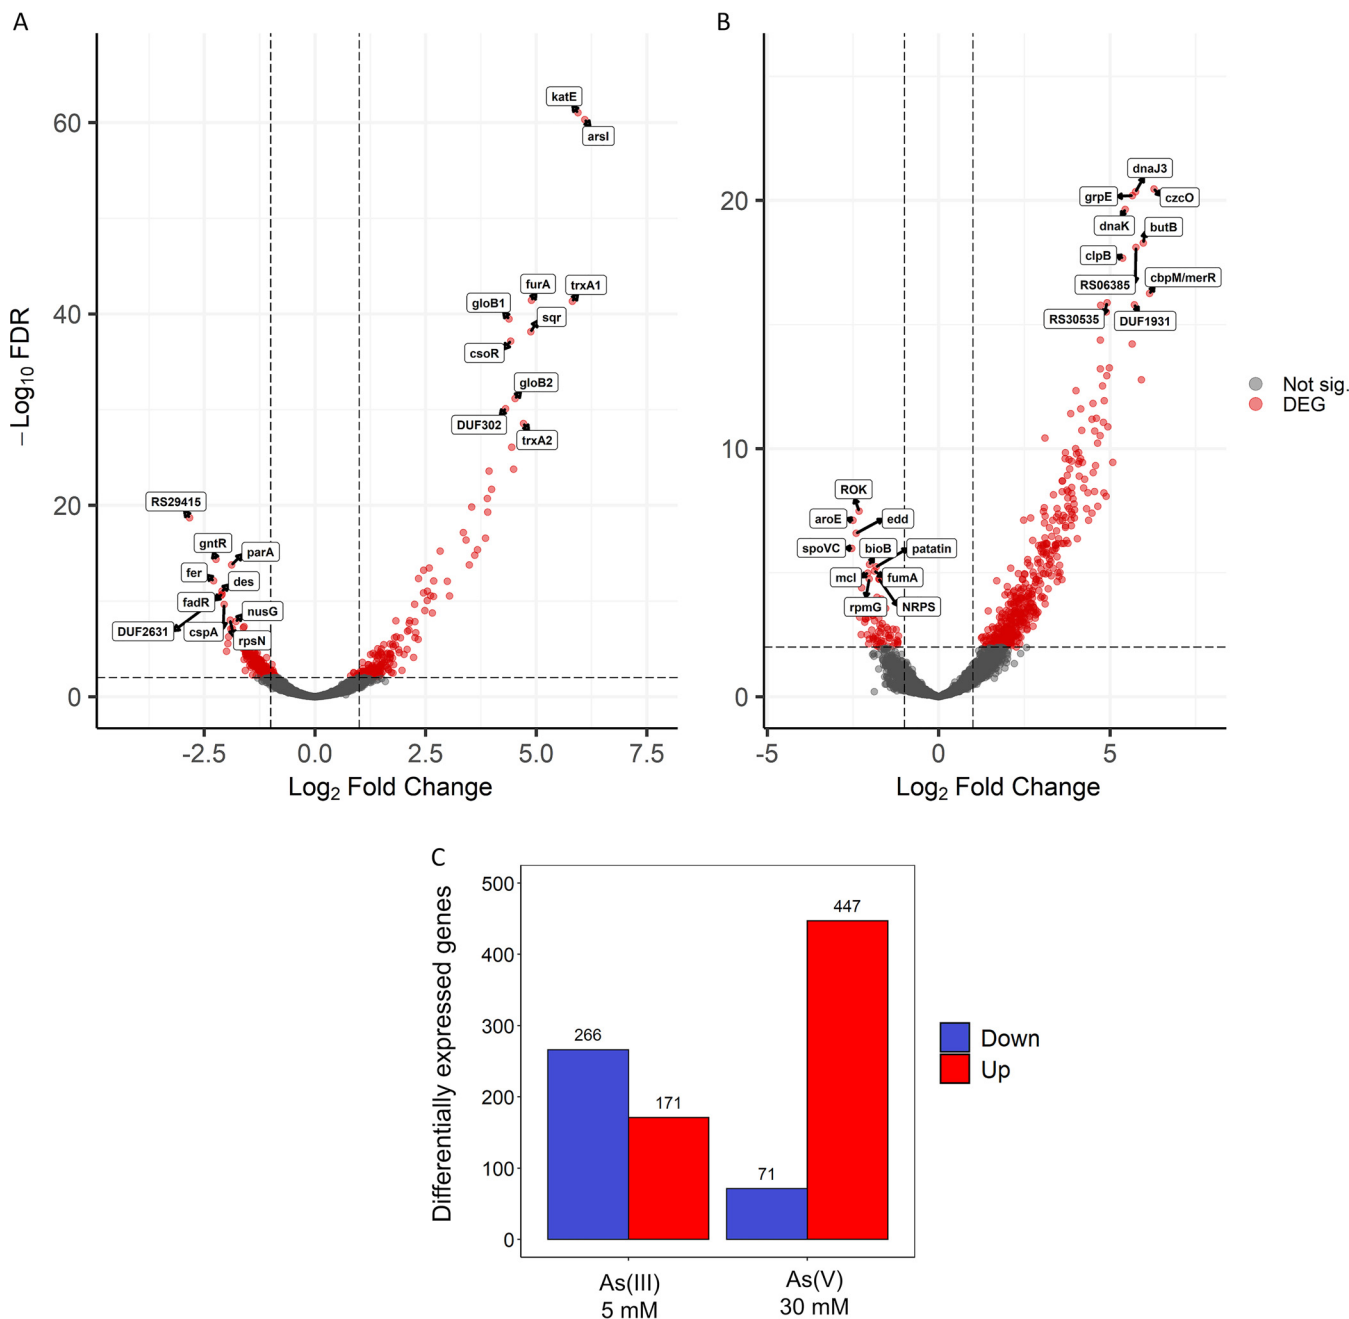 A
B
60
40
20
0
-2.5
0.0
2.5
5.0
7.5
−Log10 FDR
Log2 Fold Change
katE
arsI
furA
trxA1
gloB1
sqr
csoR
gloB2
DUF302
trxA2
RS29415
gntR
parA
fer
des
fadR
nusG
DUF2631
cspA
rpsN
20
10
0
-5
0
5
Log2 Fold Change
dnaJ3
grpE
czcO
dnaK
butB
clpB
cbpM/merR
RS06385
RS30535
DUF1931
ROK
aroE
edd
spoVC
bioB
patatin
mcl
fumA
rpmG
NRPS
Not sig.
DEG
C
Differentially expressed genes
500
400
300
200
100
0
266
171
71
447
As(III)
5 mM
As(V)
30 mM
Down
Up